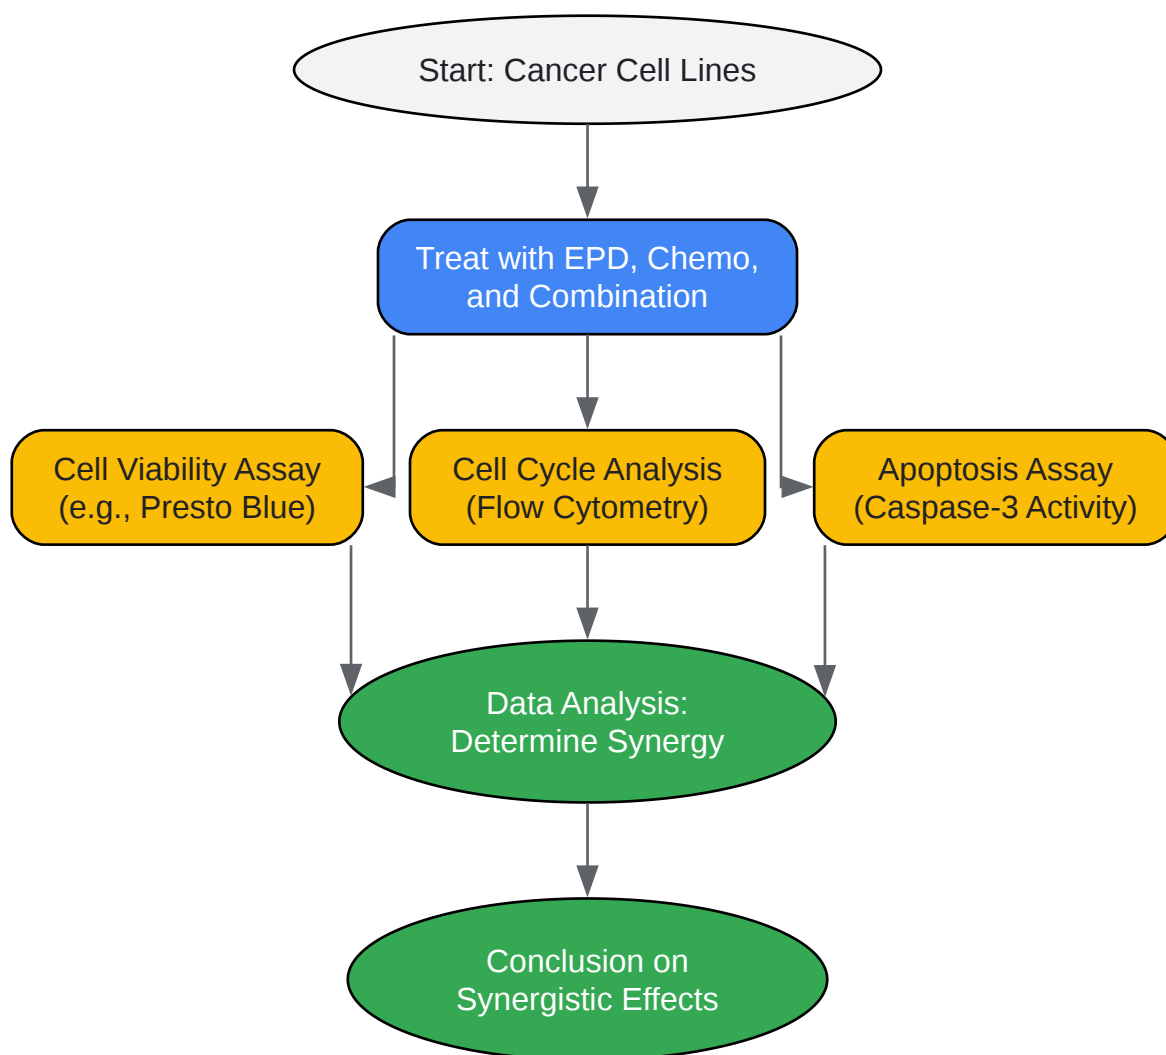 Start: Cancer Cell Lines
Treat with EPD, Chemo,
and Combination
Cell Viability Assay
(e.g., Presto Blue)
Cell Cycle Analysis
(Flow Cytometry)
Apoptosis Assay
(Caspase-3 Activity)
Data Analysis:
Determine Synergy
Conclusion on
Synergistic Effects